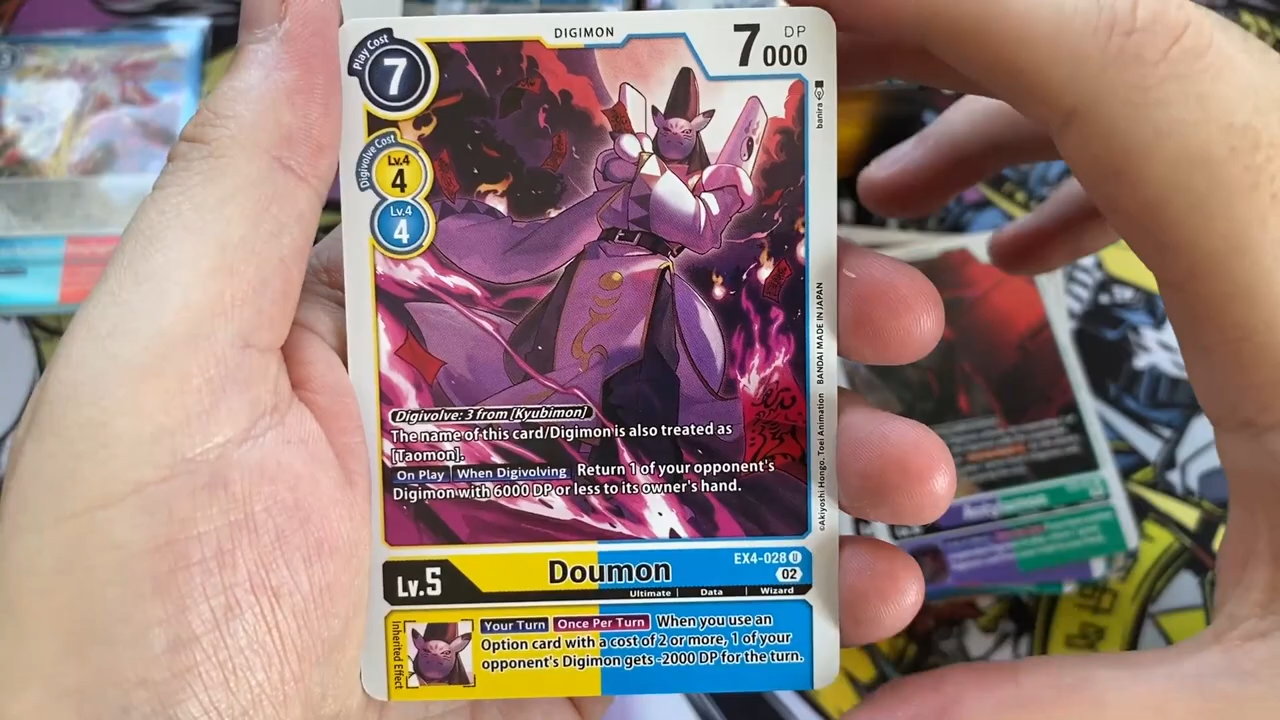 DIGIMON
Play Cost
7
7000
DP
Digivolve Cost
Lv.4
4
Lv.4
4
banira
©Akiyoshi Hongo, Toei Animation BANDAI MADE IN JAPAN
Digivolve: 3 from [Kyubimon]
The name of this card/Digimon is also treated as
[Taomon].
On Play When Digivolving Return 1 of your opponent's
Digimon with 6000 DP or less to its owner's hand.
EX4-028 U
Lv.5
Doumon
02
Ultimate | Data | Wizard
Inherited Effect
Your Turn Once Per Turn When you use an
Option card with a cost of 2 or more, 1 of your
opponent's Digimon gets -2000 DP for the turn.